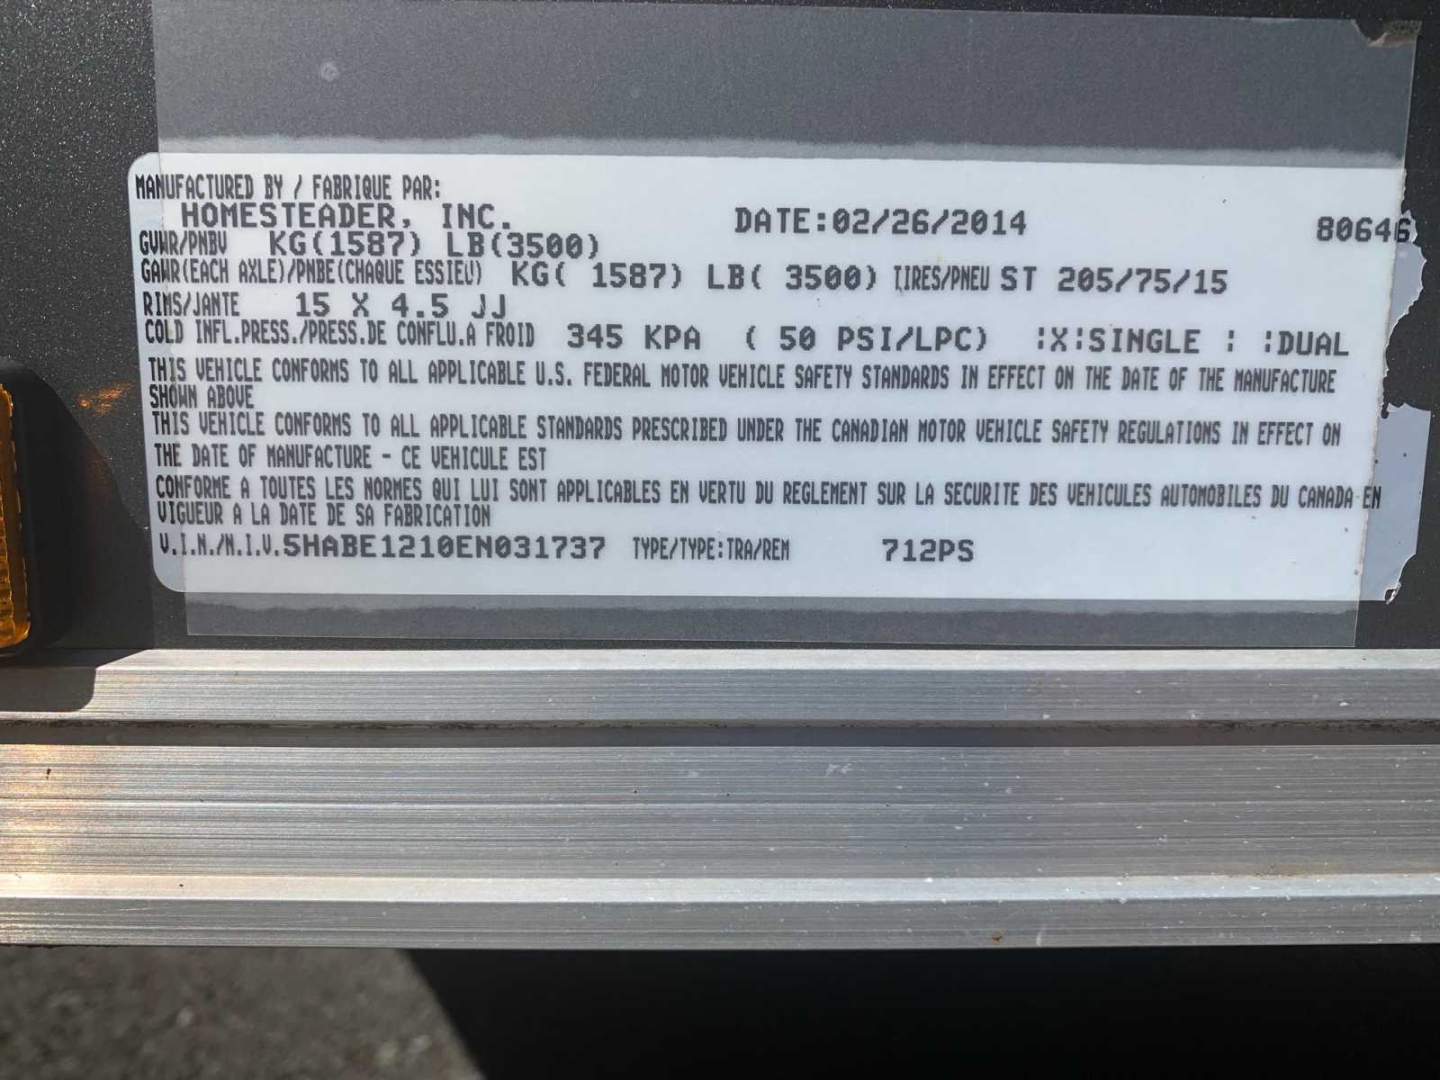 MANUFACTURED BY / FABRIQUE PAR:
HOMESTEADER, INC. DATE:02/26/2014 80646
GVWR/PNBV KG(1587) LB(3500)
GAWR(EACH AXLE)/PNBE(CHAQUE ESSIEU) KG( 1587) LB( 3500) TIRES/PNEU ST 205/75/15
RIMS/JANTE 15 X 4.5 JJ
COLD INFL.PRESS./PRESS.DE CONFLU.A FROID 345 KPA ( 50 PSI/LPC) :X:SINGLE : :DUAL
THIS VEHICLE CONFORMS TO ALL APPLICABLE U.S. FEDERAL MOTOR VEHICLE SAFETY STANDARDS IN EFFECT ON THE DATE OF THE MANUFACTURE
SHOWN ABOVE
THIS VEHICLE CONFORMS TO ALL APPLICABLE STANDARDS PRESCRIBED UNDER THE CANADIAN MOTOR VEHICLE SAFETY REGULATIONS IN EFFECT ON
THE DATE OF MANUFACTURE - CE VEHICULE EST
CONFORME A TOUTES LES NORMES QUI LUI SONT APPLICABLES EN VERTU DU REGLEMENT SUR LA SECURITE DES VEHICULES AUTOMOBILES DU CANADA EN
VIGUEUR A LA DATE DE SA FABRICATION
V.I.N./N.I.V.5HABE1210EN031737 TYPE/TYPE:TRA/REM 712PS